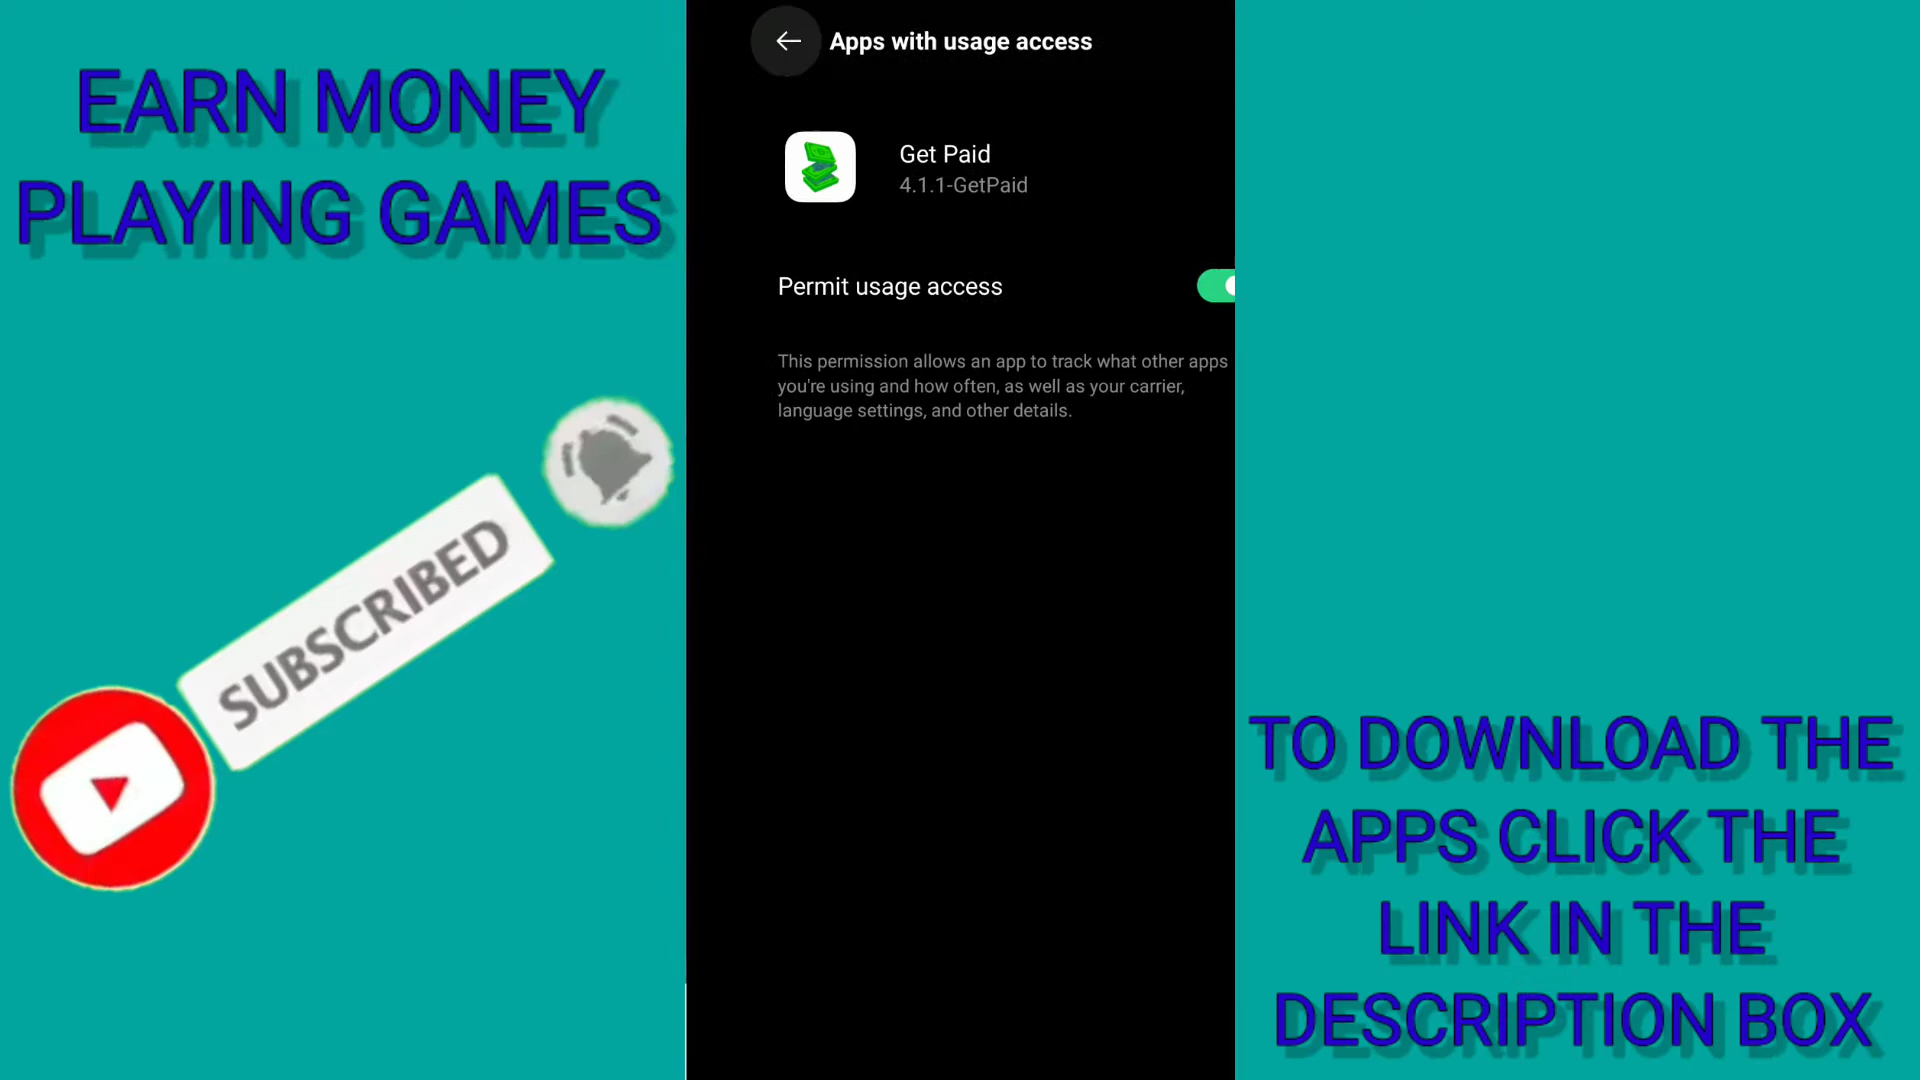 EARN MONEY
PLAYING GAMES
SUBSCRIBED
Apps with usage access
Get Paid
4.1.1-GetPaid
Permit usage access
This permission allows an app to track what other apps
you're using and how often, as well as your carrier,
language settings, and other details.
TO DOWNLOAD THE
APPS CLICK THE
LINK IN THE
DESCRIPTION BOX